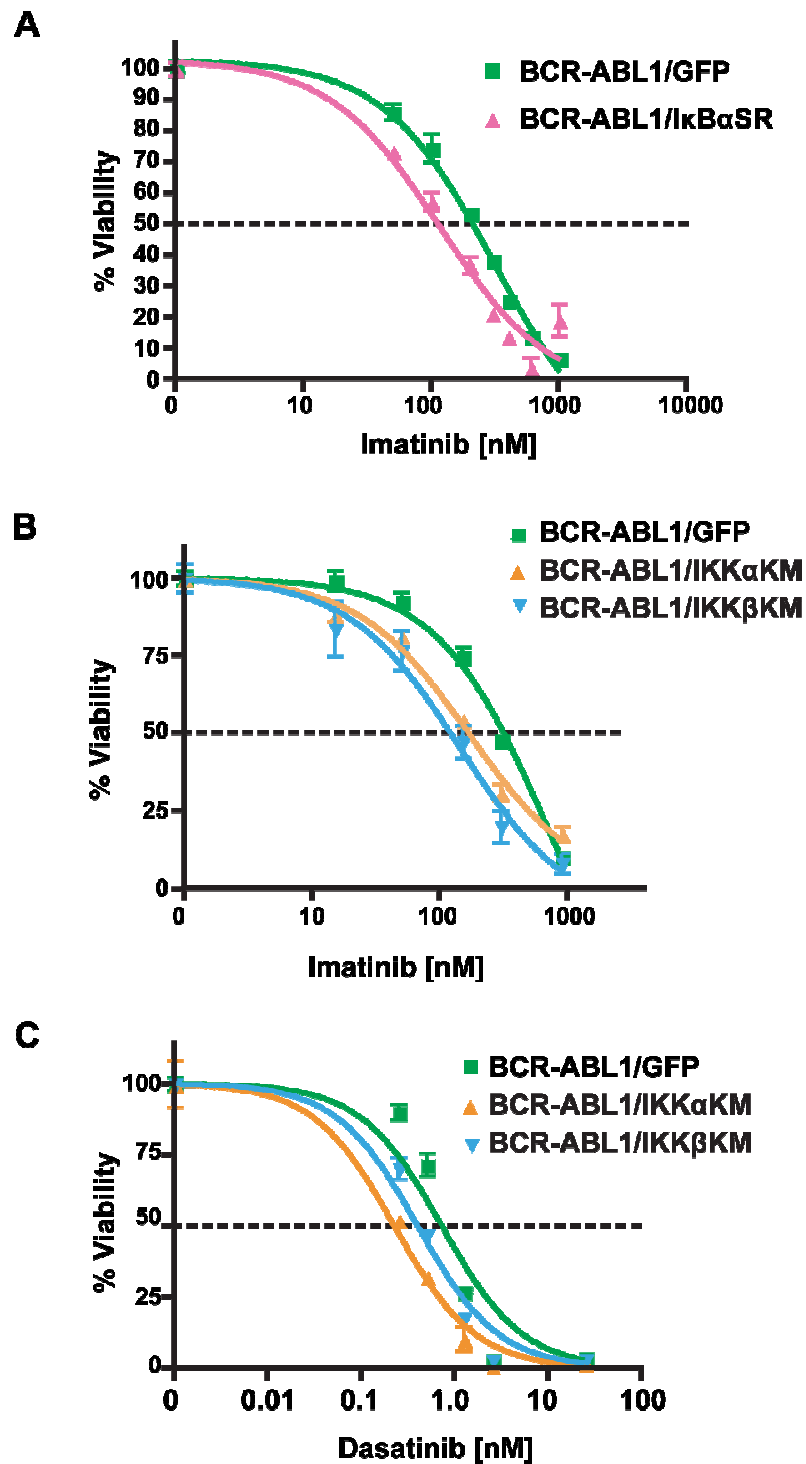 A
BCR-ABL1/GFP
BCR-ABL1/IκBαSR
% Viability
100
90
80
70
60
50
40
30
20
10
0
0 10 100 1000 10000
Imatinib [nM]
B
BCR-ABL1/GFP
BCR-ABL1/IKKαKM
BCR-ABL1/IKKβKM
% Viability
100
75
50
25
0
0 10 100 1000
Imatinib [nM]
C
BCR-ABL1/GFP
BCR-ABL1/IKKαKM
BCR-ABL1/IKKβKM
% Viability
100
75
50
25
0
0 0.01 0.1 1.0 10 100
Dasatinib [nM]